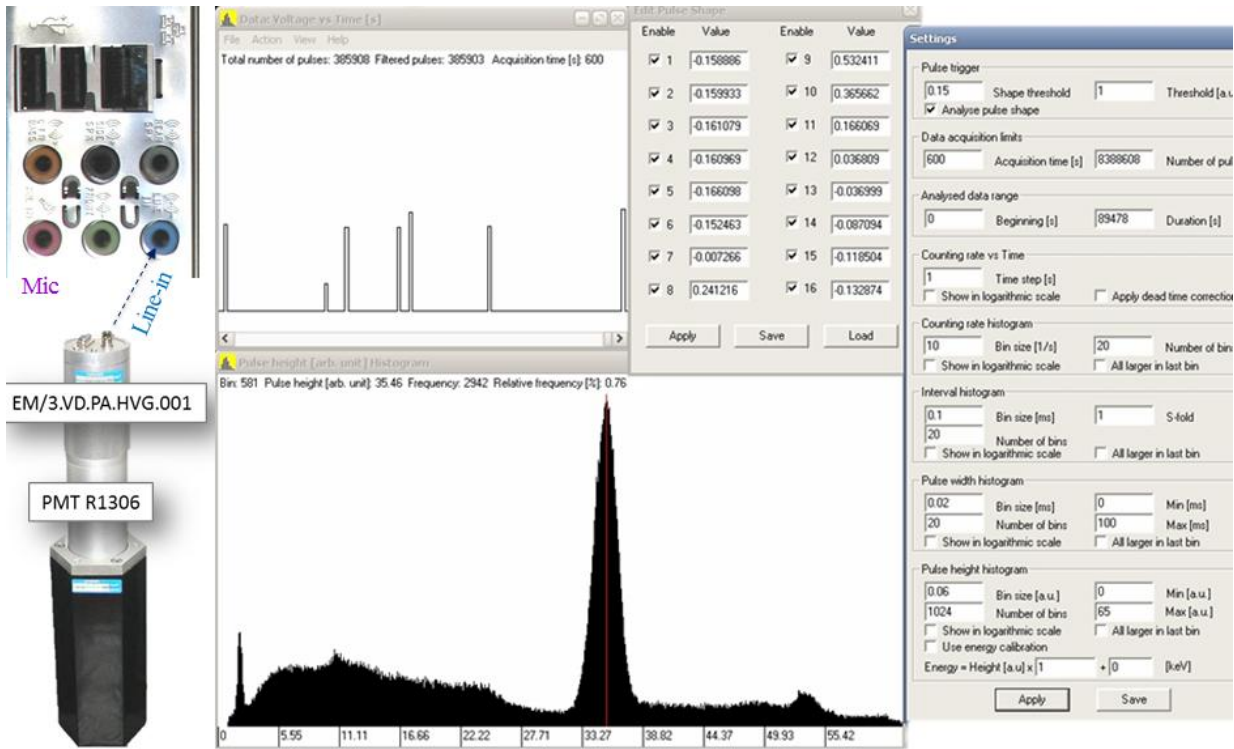 REAR SPK
SIDE SPK
LINE IN
Mic
Line-in
EM/3.VD.PA.HVG.001
PMT R1306
Data: Voltage vs Time [s]
File Action View Help
Total number of pulses: 385908 Filtered pulses: 385903 Acquisition time [s]: 600
Pulse height [arb. unit] Histogram
Bin: 581 Pulse height [arb. unit]: 35.46 Frequency: 2942 Relative frequency [%]: 0.76
0 5.55 11.11 16.66 22.22 27.71 33.27 38.82 44.37 49.93 55.42
Edit Pulse Shape
Enable Value Enable Value
1 -0.158886 9 0.532411
2 -0.159933 10 0.365662
3 -0.161079 11 0.166069
4 -0.160969 12 0.036809
5 -0.166098 13 -0.036999
6 -0.152463 14 -0.087094
7 -0.007266 15 -0.118504
8 0.241216 16 -0.132874
Apply Save Load
Settings
Pulse trigger
0.15 Shape threshold 1 Threshold [a.u
Analyse pulse shape
Data acquisition limits
600 Acquisition time [s] 8388608 Number of pul
Analysed data range
0 Beginning [s] 89478 Duration [s]
Counting rate vs Time
1 Time step [s]
Show in logarithmic scale Apply dead time correction
Counting rate histogram
10 Bin size [1/s] 20 Number of bins
Show in logarithmic scale All larger in last bin
Interval histogram
0.1 Bin size [ms] 1 S-fold
20 Number of bins
Show in logarithmic scale All larger in last bin
Pulse width histogram
0.02 Bin size [ms] 0 Min [ms]
20 Number of bins 100 Max [ms]
Show in logarithmic scale All larger in last bin
Pulse height histogram
0.06 Bin size [a.u.] 0 Min [a.u.]
1024 Number of bins 65 Max [a.u.]
Show in logarithmic scale All larger in last bin
Use energy calibration
Energy = Height [a.u] x 1 + 0 [keV]
Apply Save